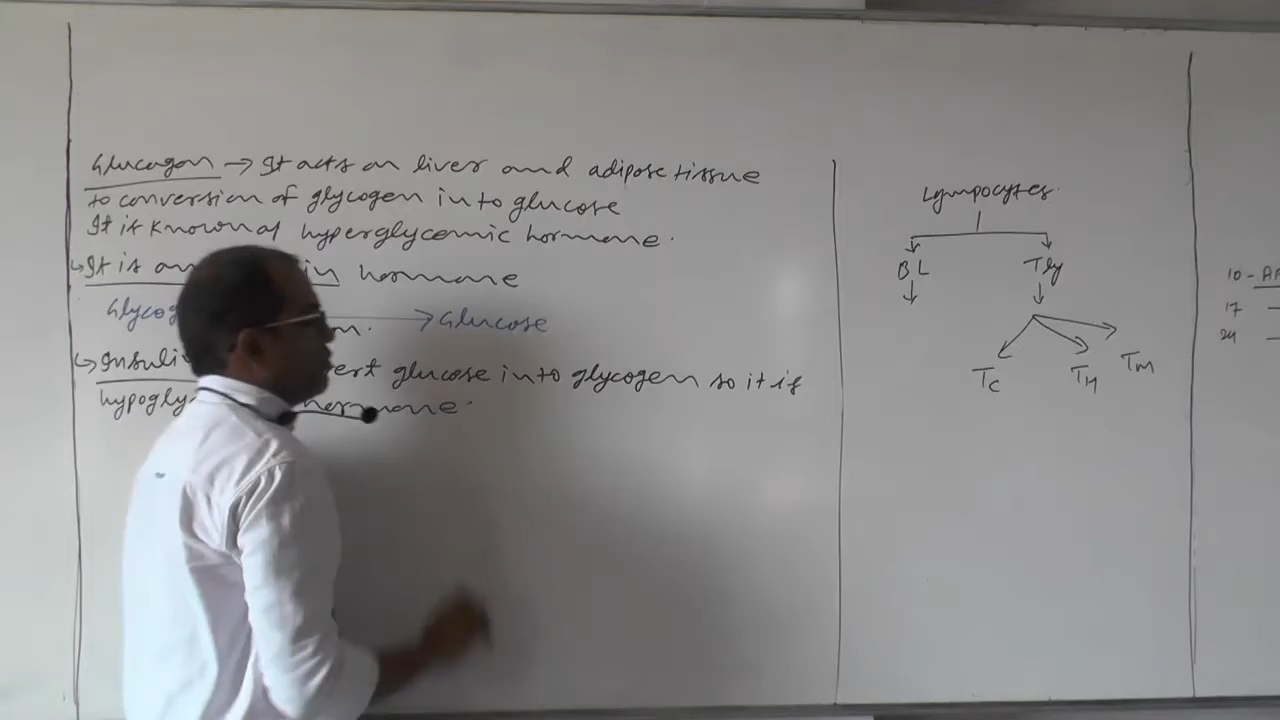 Glucagon → It acts on liver and adipose tissue
to conversion of glycogen into glucose
It is known as hyperglycemic hormone.
↳ It is an in hormone
Glycog n. → Glucose
↳ Insuli ert glucose into glycogen so it is
hypogly hormone.
Lympocytes.
BL Tly
Tc TH TM
10 - AP
17 -
24 -